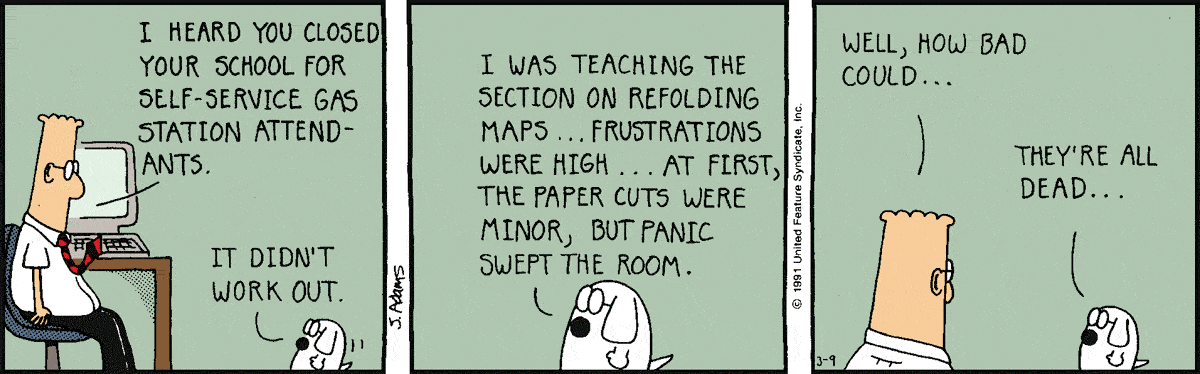 I HEARD YOU CLOSED
YOUR SCHOOL FOR
SELF-SERVICE GAS
STATION ATTEND-
ANTS.
IT DIDN'T
WORK OUT.
S. Adams
I WAS TEACHING THE
SECTION ON REFOLDING
MAPS...FRUSTRATIONS
WERE HIGH...AT FIRST,
THE PAPER CUTS WERE
MINOR, BUT PANIC
SWEPT THE ROOM.
© 1991 United Feature Syndicate, Inc.
WELL, HOW BAD
COULD...
THEY'RE ALL
DEAD...
3-9